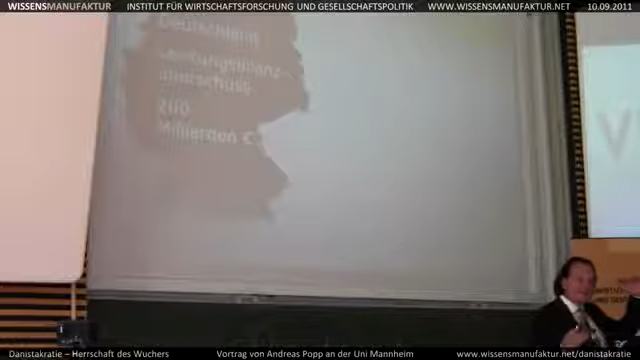 WISSENSMANUFAKTUR INSTITUT FÜR WIRTSCHAFTSFORSCHUNG UND GESELLSCHAFTSPOLITIK WWW.WISSENSMANUFAKTUR.NET 10.09.2011
Deutschland
Leistungsbilanz-
überschuss
200
Milliarden €
Danistakratie – Herrschaft des Wuchers Vortrag von Andreas Popp an der Uni Mannheim www.wissensmanufaktur.net/danistakratie